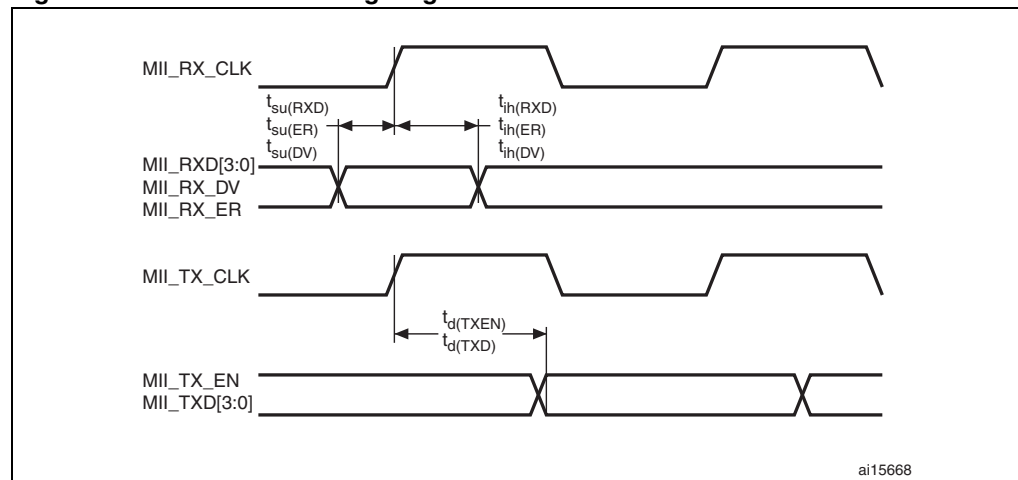 MII_RX_CLK
tsu(RXD)
tsu(ER)
tsu(DV)
tih(RXD)
tih(ER)
tih(DV)
MII_RXD[3:0]
MII_RX_DV
MII_RX_ER
MII_TX_CLK
td(TXEN)
td(TXD)
MII_TX_EN
MII_TXD[3:0]
ai15668